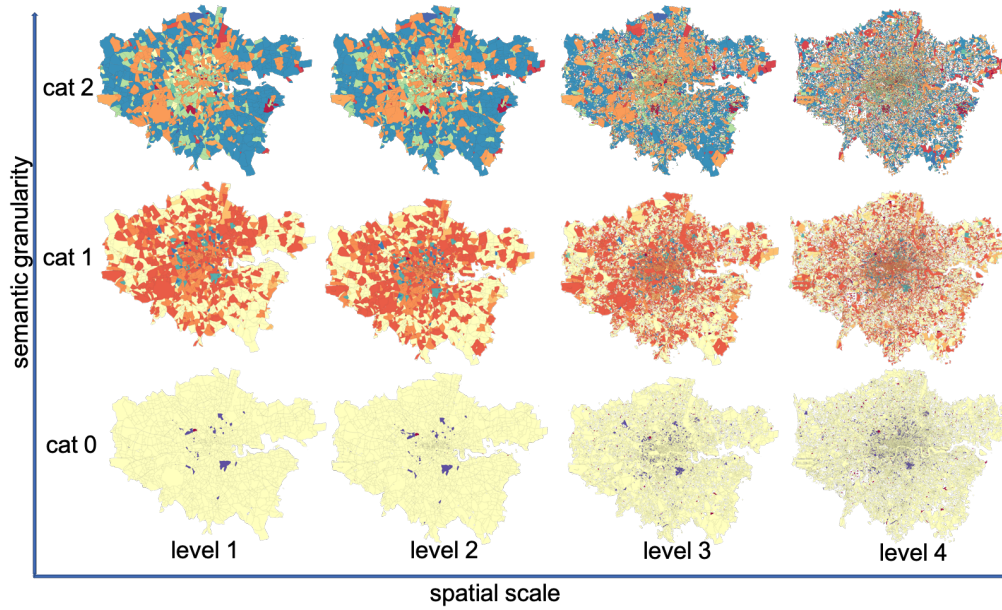 cat 2
semantic granularity
cat 1
cat 0
level 1
level 2
level 3
level 4
spatial scale